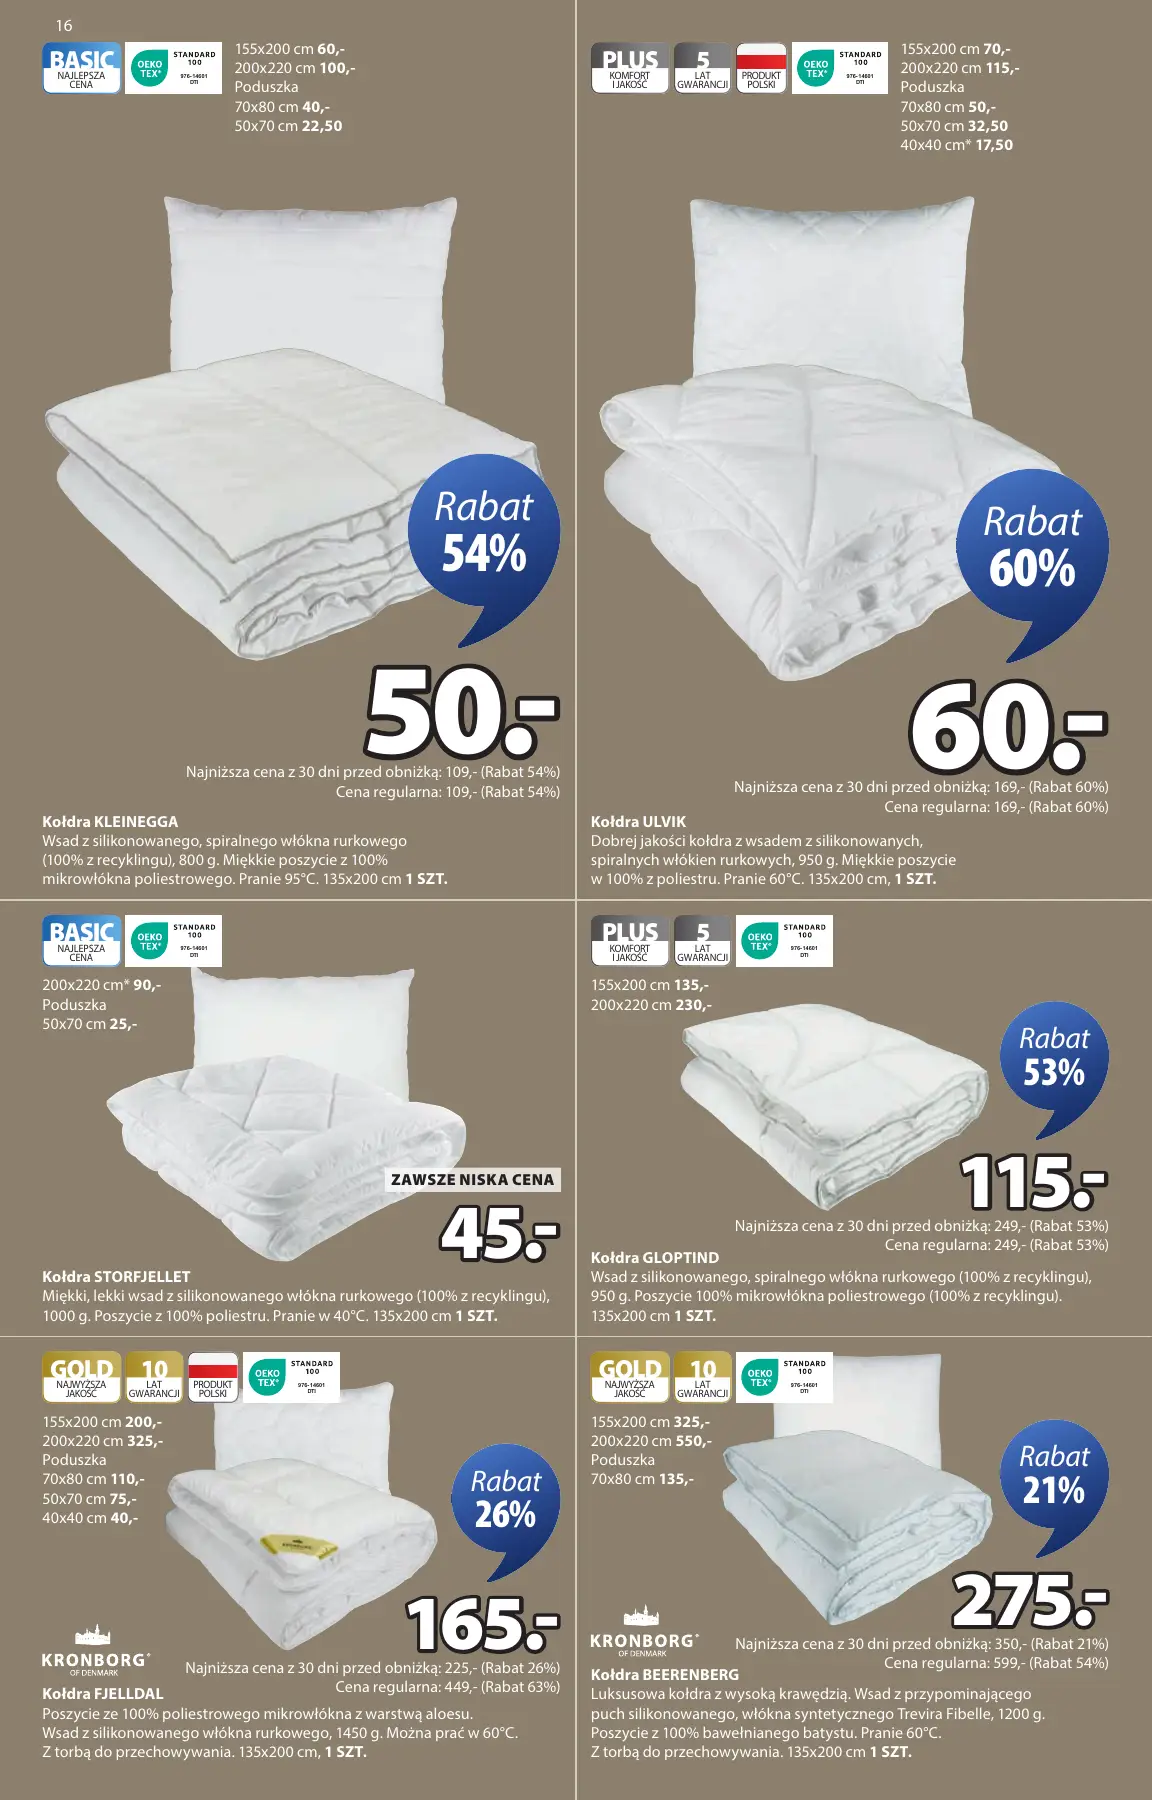 16
BASIC
NAJLEPSZA
CENA
OEKO
TEX®
STANDARD
100
976-14601
DTI
155x200 cm 60,-
200x220 cm 100,-
Poduszka
70x80 cm 40,-
50x70 cm 22,50
Rabat
54%
50.-
Najniższa cena z 30 dni przed obniżką: 109,- (Rabat 54%)
Cena regularna: 109,- (Rabat 54%)
Kołdra KLEINEGGA
Wsad z silikonowanego, spiralnego włókna rurkowego
(100% z recyklingu), 800 g. Miękkie poszycie z 100%
mikrowłókna poliestrowego. Pranie 95°C. 135x200 cm 1 SZT.
PLUS
KOMFORT
I JAKOŚĆ
5
LAT
GWARANCJI
PRODUKT
POLSKI
OEKO
TEX®
STANDARD
100
976-14601
DTI
155x200 cm 70,-
200x220 cm 115,-
Poduszka
70x80 cm 50,-
50x70 cm 32,50
40x40 cm* 17,50
Rabat
60%
60.-
Najniższa cena z 30 dni przed obniżką: 169,- (Rabat 60%)
Cena regularna: 169,- (Rabat 60%)
Kołdra ULVIK
Dobrej jakości kołdra z wsadem z silikonowanych,
spiralnych włókien rurkowych, 950 g. Miękkie poszycie
w 100% z poliestru. Pranie 60°C. 135x200 cm, 1 SZT.
BASIC
NAJLEPSZA
CENA
OEKO
TEX®
STANDARD
100
976-14601
DTI
200x220 cm* 90,-
Poduszka
50x70 cm 25,-
ZAWSZE NISKA CENA
45.-
Kołdra STORFJELLET
Miękki, lekki wsad z silikonowanego włókna rurkowego (100% z recyklingu),
1000 g. Poszycie z 100% poliestru. Pranie w 40°C. 135x200 cm 1 SZT.
PLUS
KOMFORT
I JAKOŚĆ
5
LAT
GWARANCJI
OEKO
TEX®
STANDARD
100
976-14601
DTI
155x200 cm 135,-
200x220 cm 230,-
Rabat
53%
115.-
Najniższa cena z 30 dni przed obniżką: 249,- (Rabat 53%)
Cena regularna: 249,- (Rabat 53%)
Kołdra GLOPTIND
Wsad z silikonowanego, spiralnego włókna rurkowego (100% z recyklingu),
950 g. Poszycie 100% mikrowłókna poliestrowego (100% z recyklingu).
135x200 cm 1 SZT.
GOLD
NAJWYŻSZA
JAKOŚĆ
10
LAT
GWARANCJI
PRODUKT
POLSKI
OEKO
TEX®
STANDARD
100
976-14601
DTI
155x200 cm 200,-
200x220 cm 325,-
Poduszka
70x80 cm 110,-
50x70 cm 75,-
40x40 cm 40,-
Rabat
26%
165.-
KRONBORG®
OF DENMARK
Najniższa cena z 30 dni przed obniżką: 225,- (Rabat 26%)
Cena regularna: 449,- (Rabat 63%)
Kołdra FJELLDAL
Poszycie ze 100% poliestrowego mikrowłókna z warstwą aloesu.
Wsad z silikonowanego włókna rurkowego, 1450 g. Można prać w 60°C.
Z torbą do przechowywania. 135x200 cm, 1 SZT.
GOLD
NAJWYŻSZA
JAKOŚĆ
10
LAT
GWARANCJI
OEKO
TEX®
STANDARD
100
976-14601
DTI
155x200 cm 325,-
200x220 cm 550,-
Poduszka
70x80 cm 135,-
Rabat
21%
275.-
KRONBORG®
OF DENMARK
Najniższa cena z 30 dni przed obniżką: 350,- (Rabat 21%)
Cena regularna: 599,- (Rabat 54%)
Kołdra BEERENBERG
Luksusowa kołdra z wysoką krawędzią. Wsad z przypominającego
puch silikonowanego, włókna syntetycznego Trevira Fibelle, 1200 g.
Poszycie z 100% bawełnianego batystu. Pranie 60°C.
Z torbą do przechowywania. 135x200 cm 1 SZT.